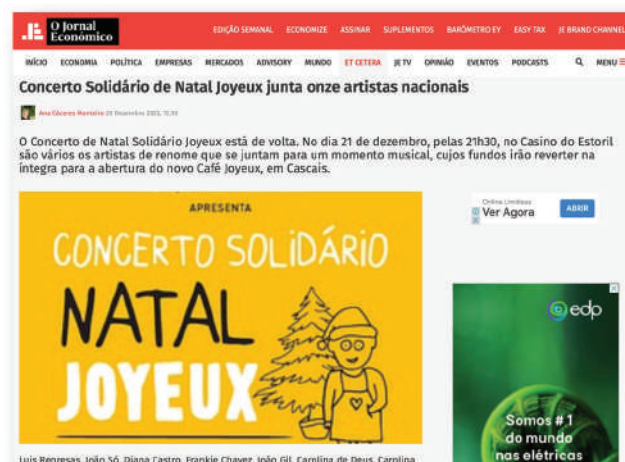 JE O Jornal Económico
EDIÇÃO SEMANAL ECONOMIZE ASSINAR SUPLEMENTOS BARÓMETRO EY EASY TAX JE BRAND CHANNEL
INÍCIO ECONOMIA POLÍTICA EMPRESAS MERCADOS ADVISORY MUNDO ET CETERA JE TV OPINIÃO EVENTOS PODCASTS MENU
Concerto Solidário de Natal Joyeux junta onze artistas nacionais
Ana Cáceres Monteiro
O Concerto de Natal Solidário Joyeux está de volta. No dia 21 de dezembro, pelas 21h30, no Casino do Estoril
são vários os artistas de renome que se juntam para um momento musical, cujos fundos irão reverter na
íntegra para a abertura do novo Café Joyeux, em Cascais.
APRESENTA
CONCERTO SOLIDÁRIO
NATAL
JOYEUX
Ver Agora
ABRIR
edp
Somos #1
do mundo
nas elétricas
Luis Represas, João Só, Diana Castro, Frankie Chavez, João Gil, Carolina de Deus, Carolina